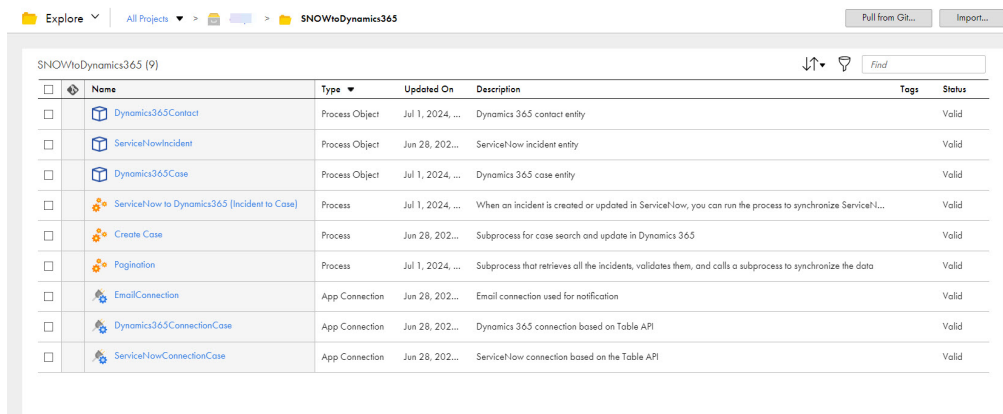 Explore All Projects > > SNOWtoDynamics365 Pull from Git... Import...
SNOWtoDynamics365 (9) Find
Name Type Updated On Description Tags Status
Dynamics365Contact Process Object Jul 1, 2024, ... Dynamics 365 contact entity Valid
ServiceNowIncident Process Object Jun 28, 202... ServiceNow incident entity Valid
Dynamics365Case Process Object Jul 1, 2024, ... Dynamics 365 case entity Valid
ServiceNow to Dynamics365 (Incident to Case) Process Jul 1, 2024, ... When an incident is created or updated in ServiceNow, you can run the process to synchronize ServiceN... Valid
Create Case Process Jun 28, 202... Subprocess for case search and update in Dynamics 365 Valid
Pagination Process Jul 1, 2024, ... Subprocess that retrieves all the incidents, validates them, and calls a subprocess to synchronize the data Valid
EmailConnection App Connection Jun 28, 202... Email connection used for notification Valid
Dynamics365ConnectionCase App Connection Jun 28, 202... Dynamics 365 connection based on Table API Valid
ServiceNowConnectionCase App Connection Jun 28, 202... ServiceNow connection based on the Table API Valid